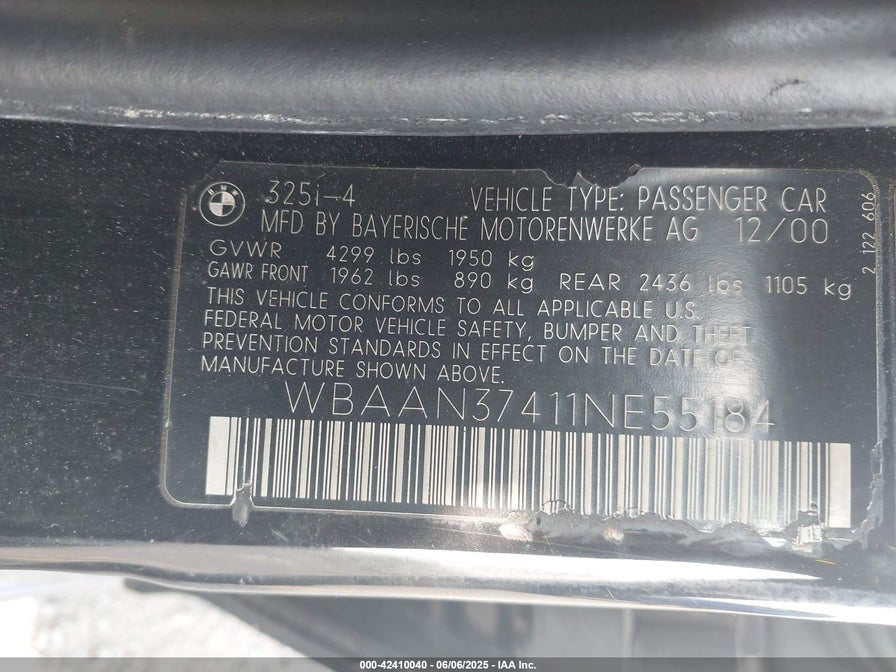 BMW
325i-4 VEHICLE TYPE: PASSENGER CAR
MFD BY BAYERISCHE MOTORENWERKE AG 12/00
GVWR 4299 lbs 1950 kg
GAWR FRONT 1962 lbs 890 kg REAR 2436 lbs 1105 kg
THIS VEHICLE CONFORMS TO ALL APPLICABLE U.S.
FEDERAL MOTOR VEHICLE SAFETY, BUMPER AND THEFT
PREVENTION STANDARDS IN EFFECT ON THE DATE OF
MANUFACTURE SHOWN ABOVE.
WBAAN37411NE55184
2 122 606
000-42410040 - 06/06/2025 - IAA Inc.